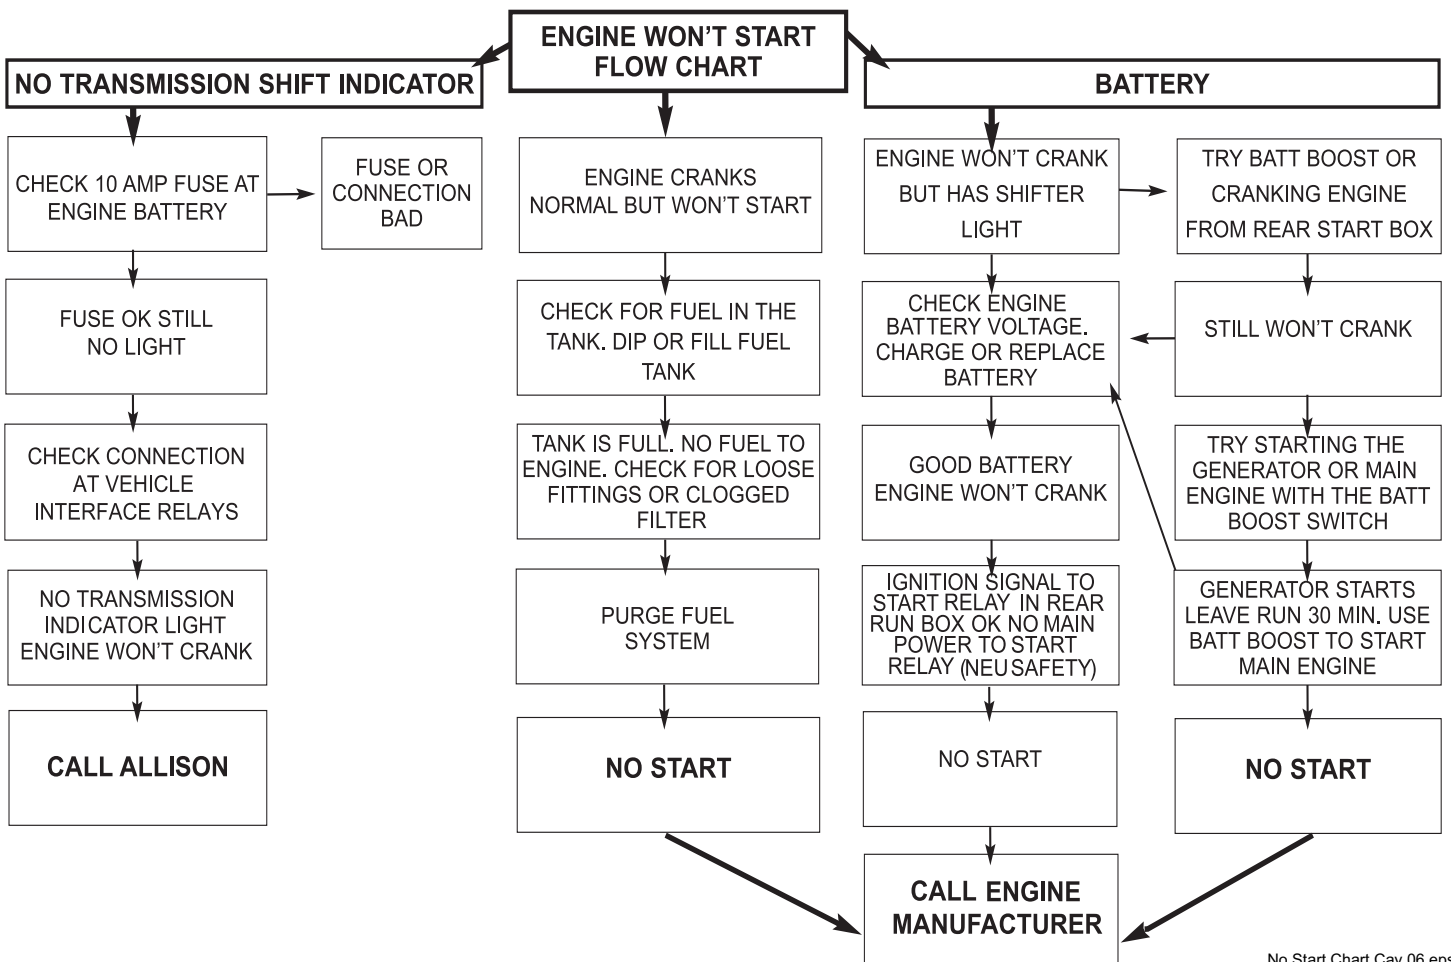 ENGINE WON'T START
FLOW CHART
NO TRANSMISSION SHIFT INDICATOR
BATTERY
CHECK 10 AMP FUSE AT
ENGINE BATTERY
FUSE OR
CONNECTION
BAD
FUSE OK STILL
NO LIGHT
CHECK CONNECTION
AT VEHICLE
INTERFACE RELAYS
NO TRANSMISSION
INDICATOR LIGHT
ENGINE WON'T CRANK
CALL ALLISON
ENGINE CRANKS
NORMAL BUT WON'T START
CHECK FOR FUEL IN THE
TANK. DIP OR FILL FUEL
TANK
TANK IS FULL. NO FUEL TO
ENGINE. CHECK FOR LOOSE
FITTINGS OR CLOGGED
FILTER
PURGE FUEL
SYSTEM
NO START
ENGINE WON'T CRANK
BUT HAS SHIFTER
LIGHT
CHECK ENGINE
BATTERY VOLTAGE.
CHARGE OR REPLACE
BATTERY
GOOD BATTERY
ENGINE WON'T CRANK
IGNITION SIGNAL TO
START RELAY IN REAR
RUN BOX OK NO MAIN
POWER TO START
RELAY (NEU SAFETY)
NO START
TRY BATT BOOST OR
CRANKING ENGINE
FROM REAR START BOX
STILL WON'T CRANK
TRY STARTING THE
GENERATOR OR MAIN
ENGINE WITH THE BATT
BOOST SWITCH
GENERATOR STARTS
LEAVE RUN 30 MIN. USE
BATT BOOST TO START
MAIN ENGINE
NO START
CALL ENGINE
MANUFACTURER
No Start Chart Cay 06.eps